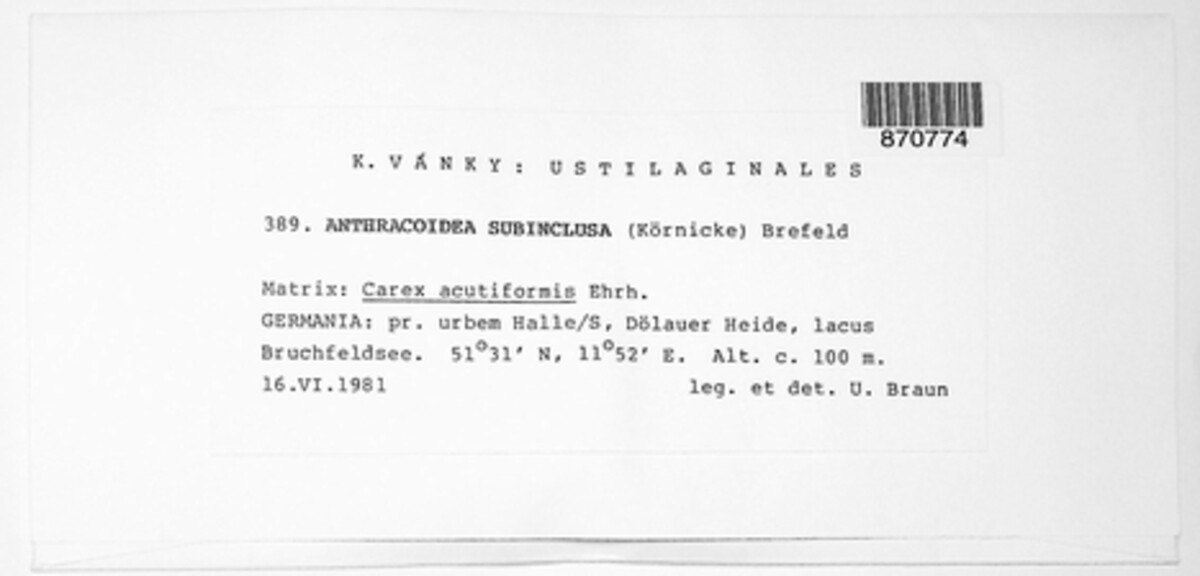 870774
K. VÁNKY: USTILAGINALES
389. ANTHRACOIDEA SUBINCLUSA (Körnicke) Brefeld
Matrix: Carex acutiformis Ehrh.
GERMANIA: pr. urbem Halle/S, Dölauer Heide, lacus
Bruchfeldsee. 51°31' N, 11°52' E. Alt. c. 100 m.
16.VI.1981 leg. et det. U. Braun